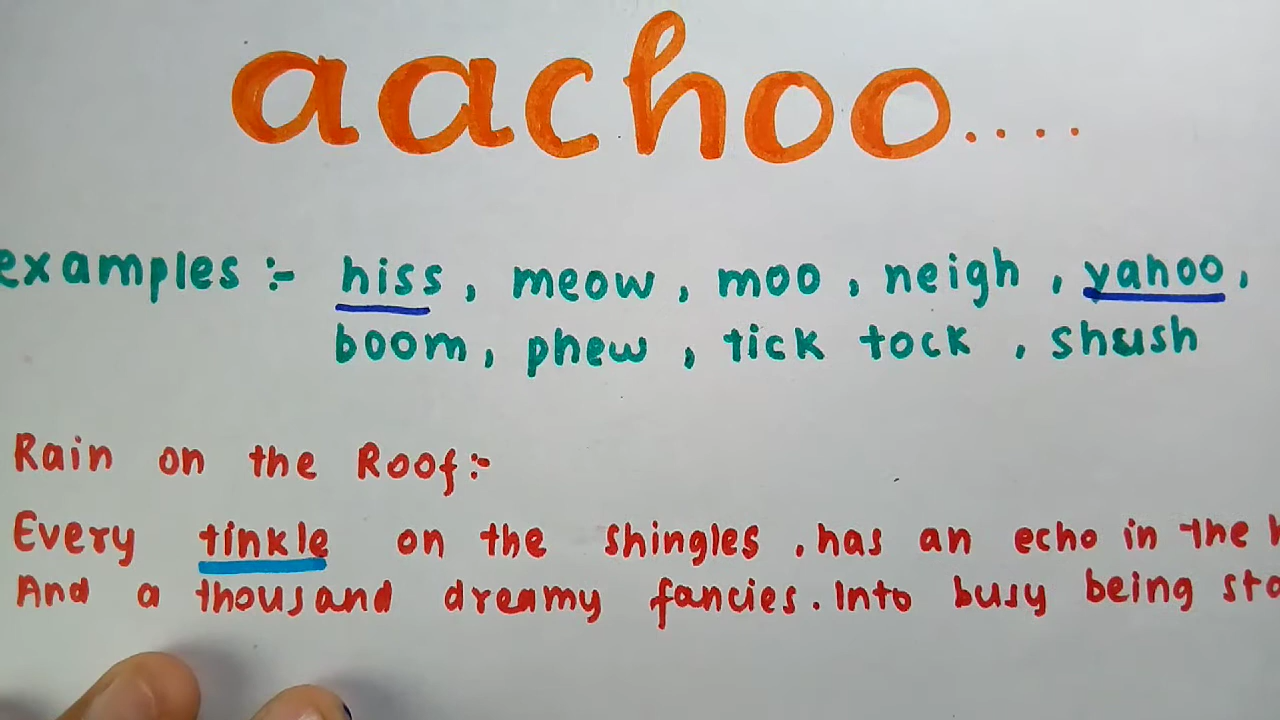 aachoo....
examples :- hiss, meow, moo, neigh, yahoo,
boom, phew, tick tock, shush
Rain on the Roof:-
Every tinkle on the shingles, has an echo in the
And a thousand dreamy fancies. Into busy being